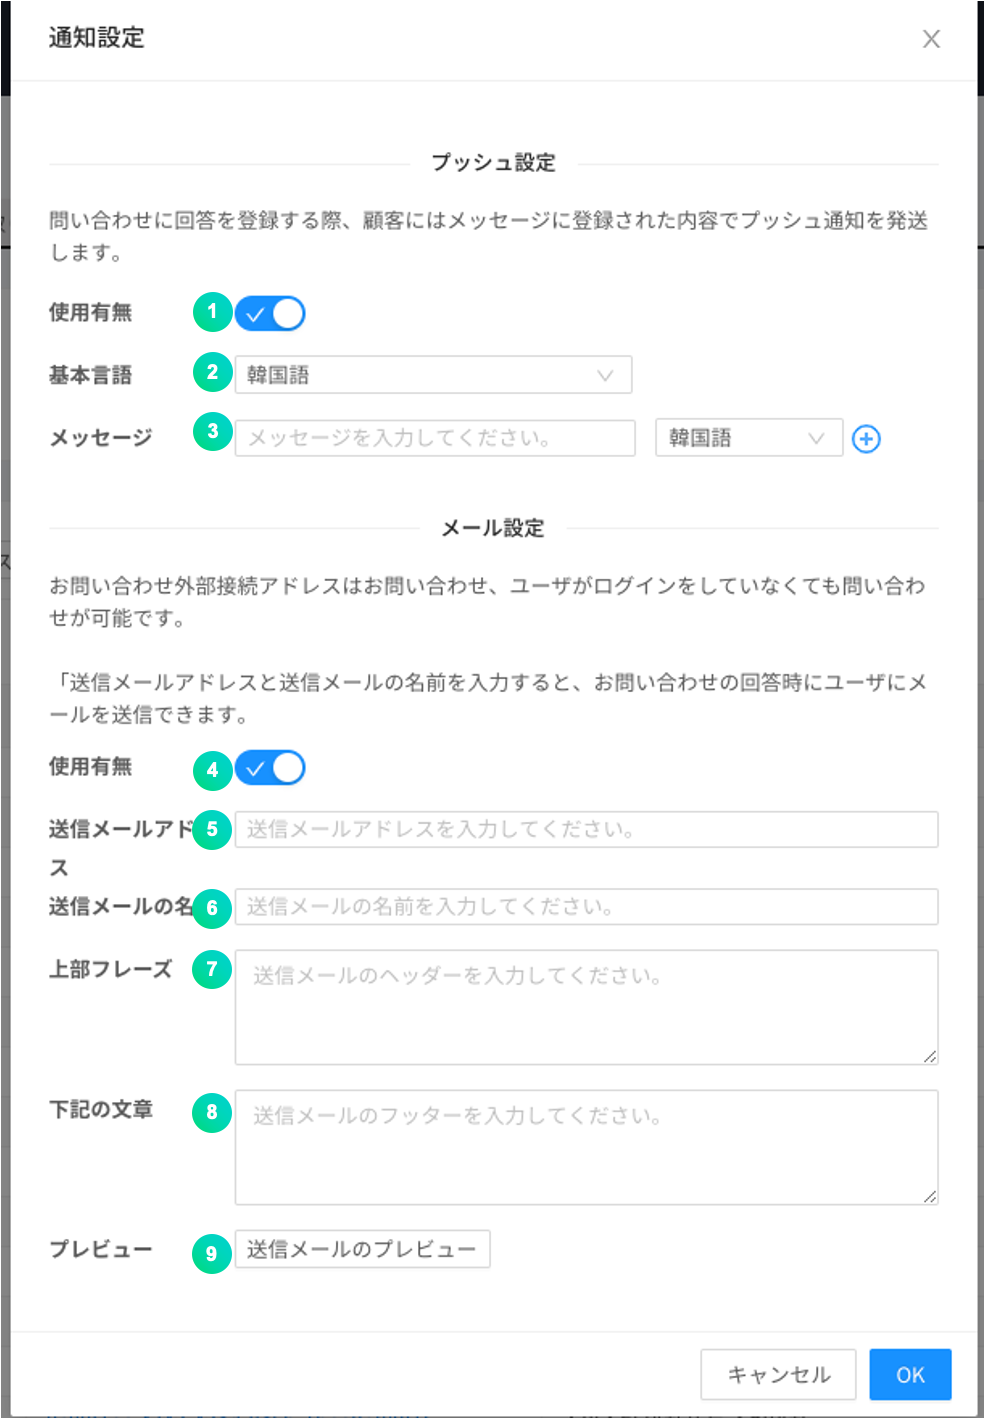 通知設定
プッシュ設定
問い合わせに回答を登録する際、顧客にはメッセージに登録された内容でプッシュ通知を発送
します。
使用有無 1
基本言語 2 韓国語
メッセージ 3 メッセージを入力してください。 韓国語
メール設定
お問い合わせ外部接続アドレスはお問い合わせ、ユーザがログインをしていなくても問い合わ
せが可能です。
「送信メールアドレスと送信メールの名前を入力すると、お問い合わせの回答時にユーザにメ
ールを送信できます。
使用有無 4
送信メールアド 5 送信メールアドレスを入力してください。
ス
送信メールの名 6 送信メールの名前を入力してください。
上部フレーズ 7 送信メールのヘッダーを入力してください。
下記の文章 8 送信メールのフッターを入力してください。
プレビュー 9 送信メールのプレビュー
キャンセル OK